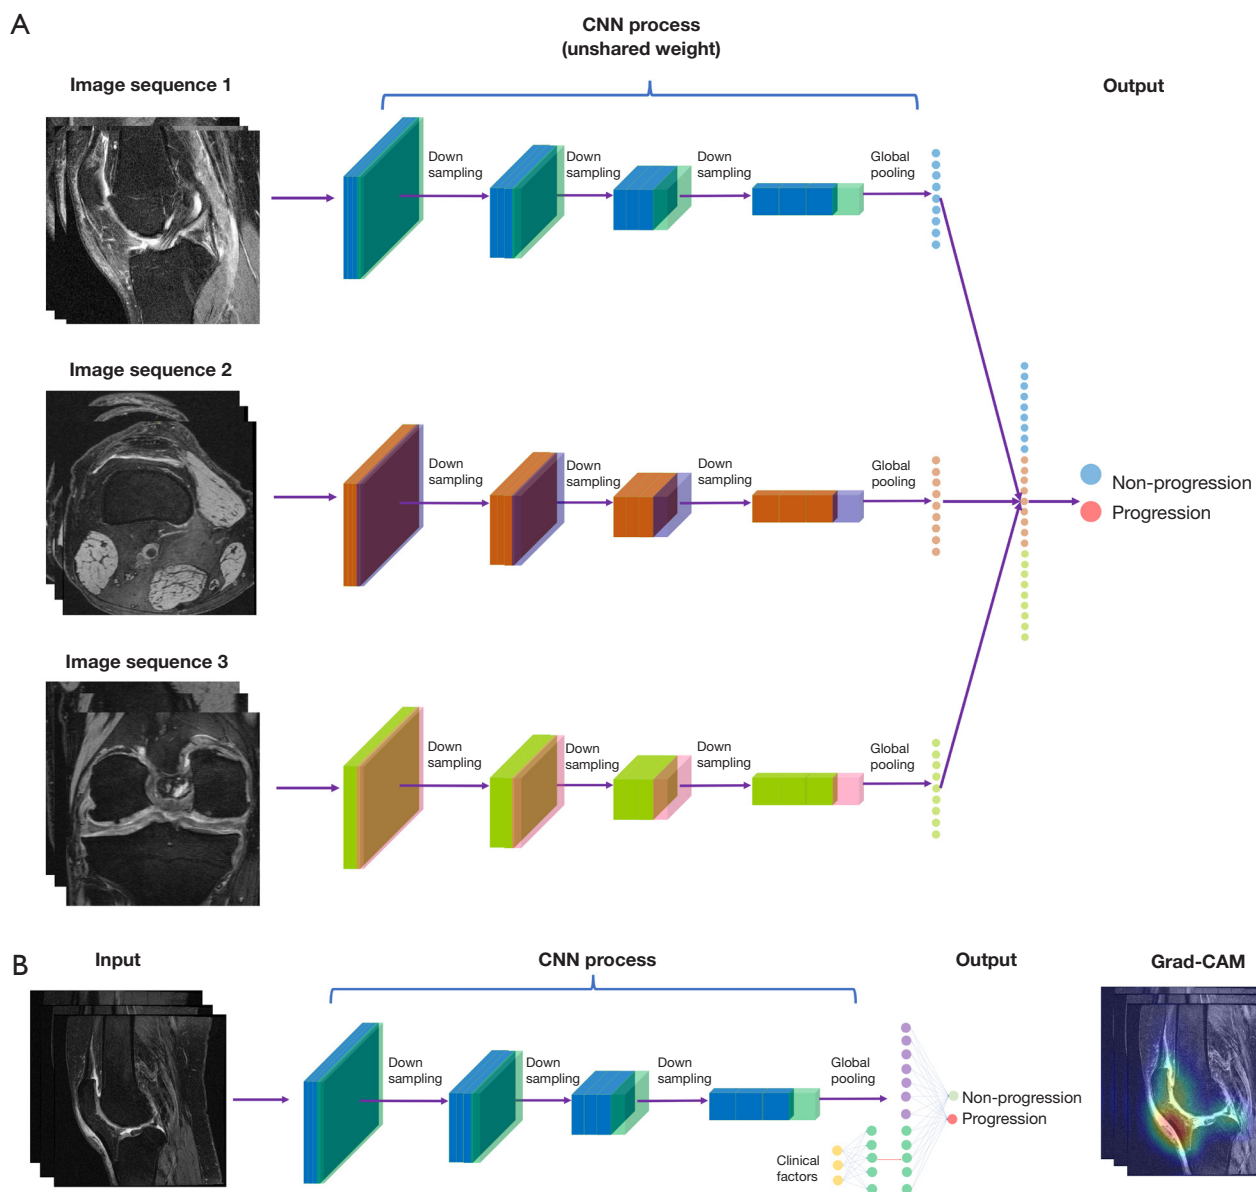 A
CNN process
(unshared weight)
Image sequence 1
Output
Down
sampling
Down
sampling
Down
sampling
Global
pooling
Image sequence 2
Down
sampling
Down
sampling
Down
sampling
Global
pooling
Non-progression
Progression
Image sequence 3
Down
sampling
Down
sampling
Down
sampling
Global
pooling
B
Input
CNN process
Output
Grad-CAM
Down
sampling
Down
sampling
Down
sampling
Global
pooling
Non-progression
Progression
Clinical
factors